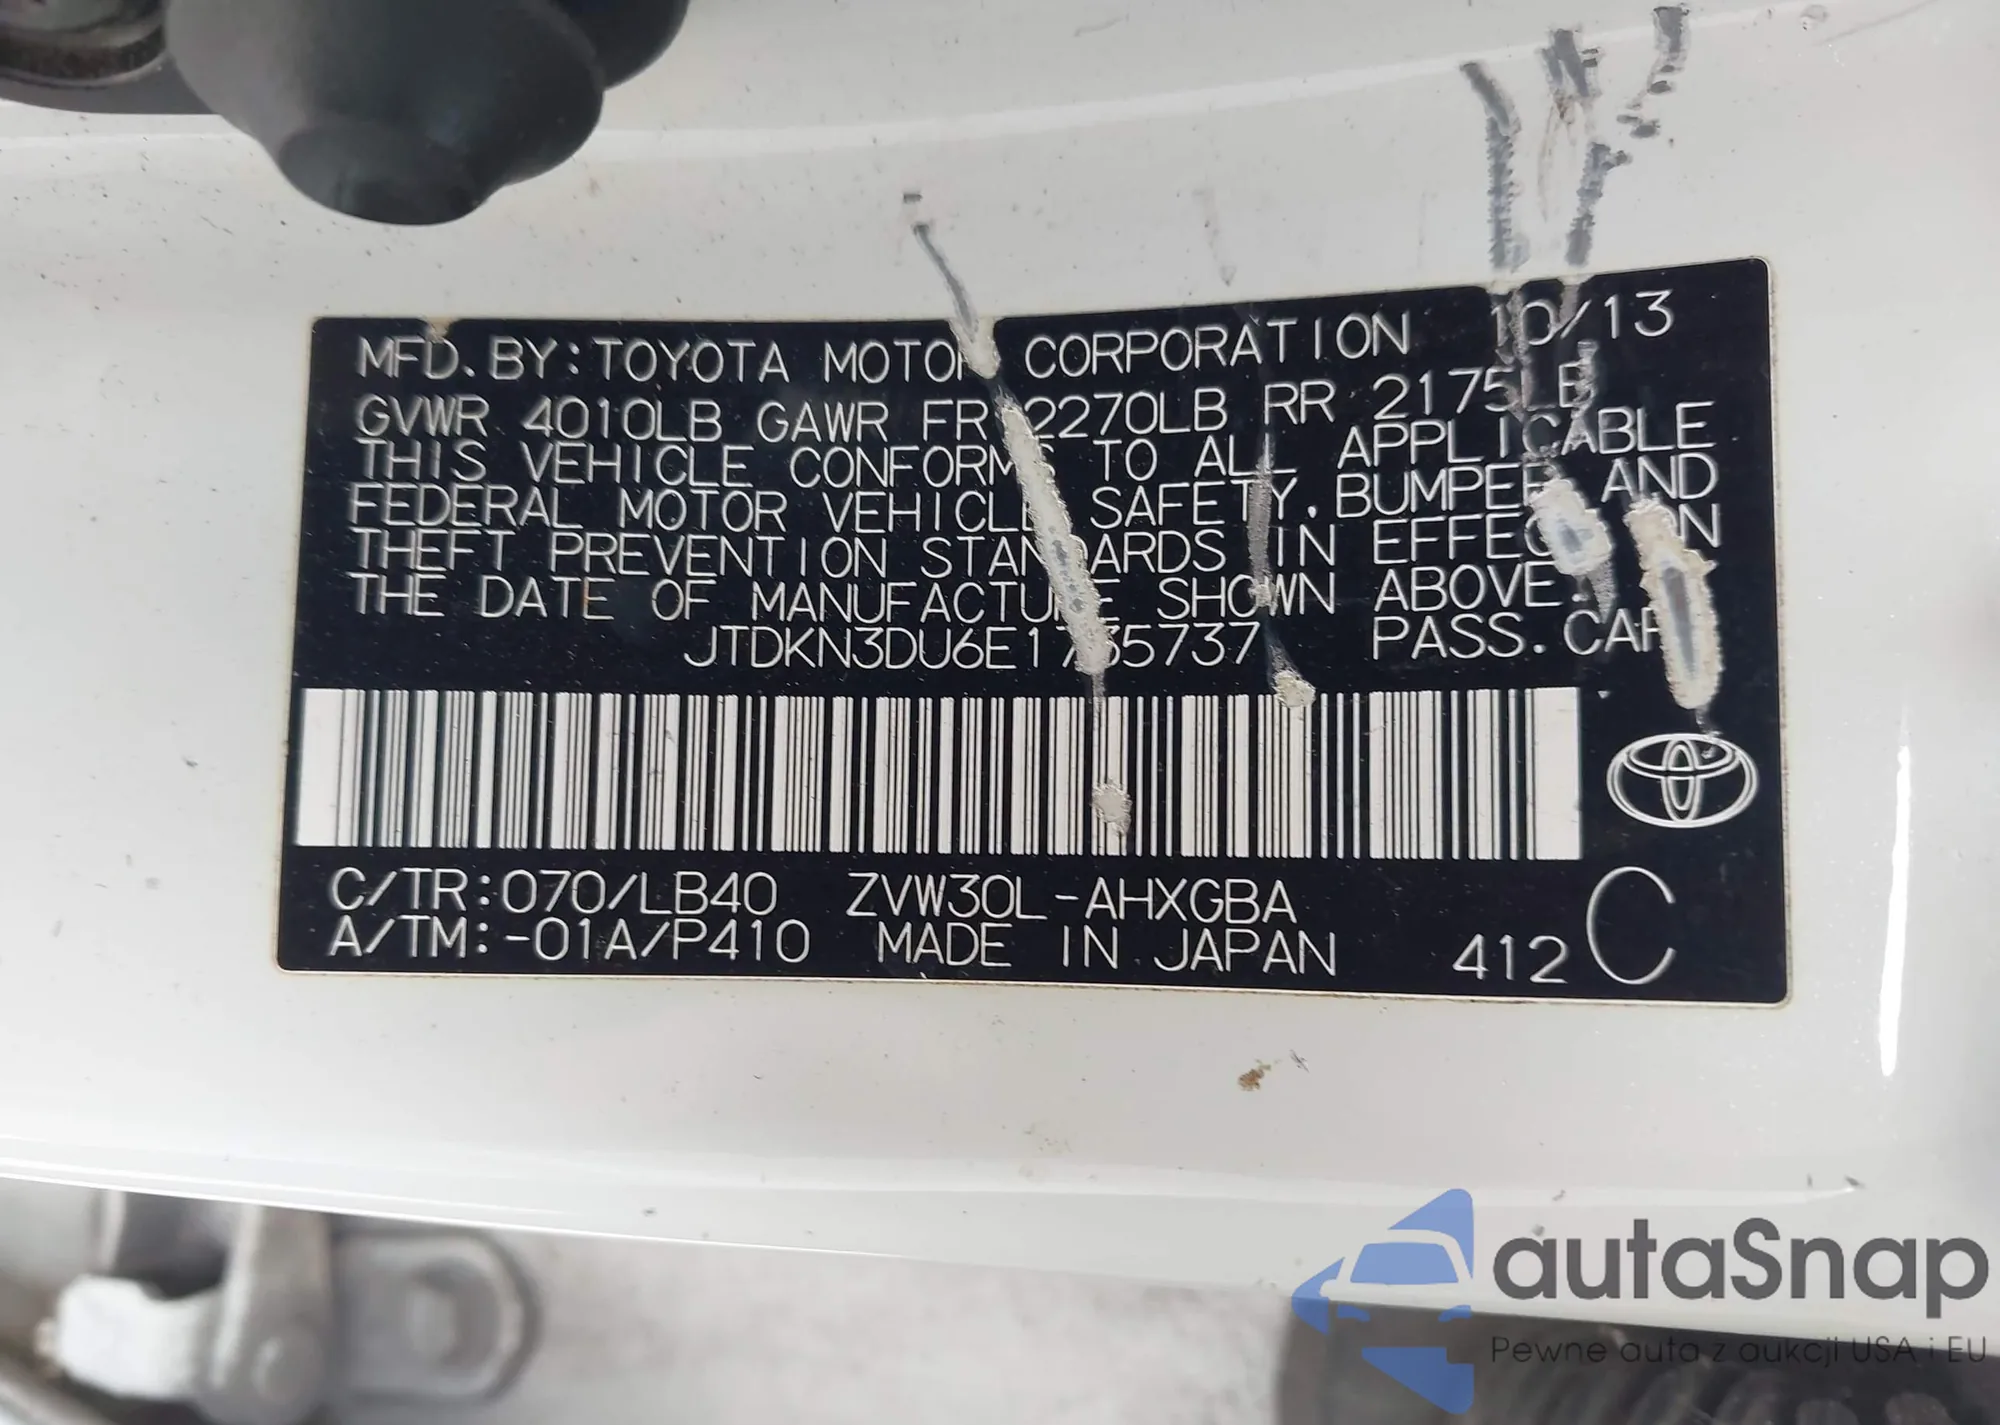 MFD. BY: TOYOTA MOTOR CORPORATION 10/13
GVWR 4010LB GAWR FR 2270LB RR 2175LB
THIS VEHICLE CONFORMS TO ALL APPLICABLE
FEDERAL MOTOR VEHICLE SAFETY, BUMPER AND
THEFT PREVENTION STANDARDS IN EFFECT ON
THE DATE OF MANUFACTURE SHOWN ABOVE.
JTDKN3DU6E1735737 PASS. CAR
C/TR:070/LB40 ZVW30L-AHXGBA
A/TM:-01A/P410 MADE IN JAPAN 412 C
autaSnap
Pewne auta z aukcji USA i EU